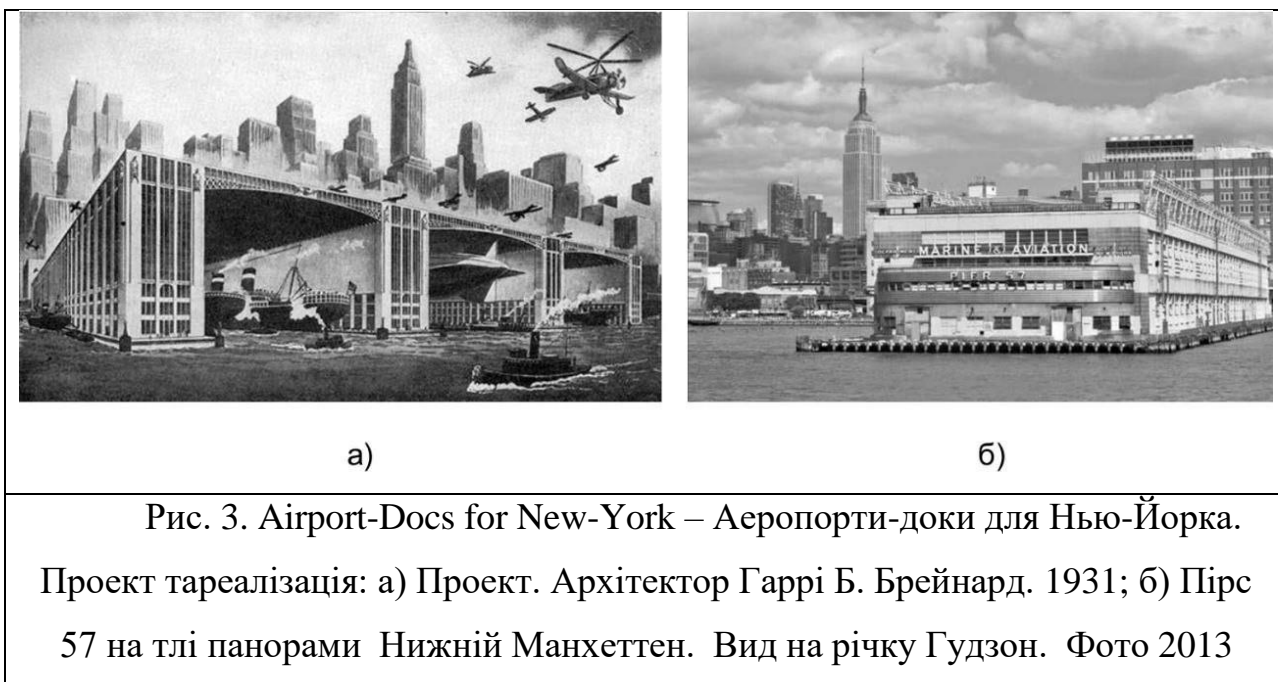 MARINE & AVIATION
PIER 57
а)
б)
Рис. 3. Airport-Docs for New-York – Аеропорти-доки для Нью-Йорка.
Проект тареалізація: а) Проект. Архітектор Гаррі Б. Брейнард. 1931; б) Пірс
57 на тлі панорами Нижній Манхеттен. Вид на річку Гудзон. Фото 2013